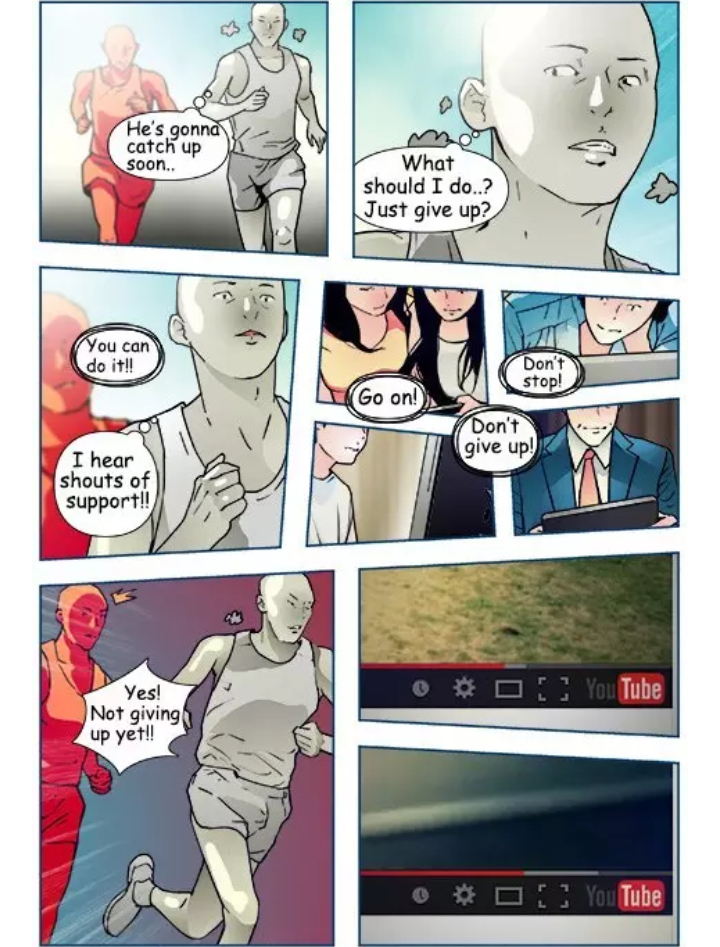 He's gonna
catch up
soon..
What
should I do..?
Just give up?
You can
do it!!
I hear
shouts of
support!!
Go on!
Don't
stop!
Don't
give up!
Yes!
Not giving
up yet!!
YouTube
YouTube